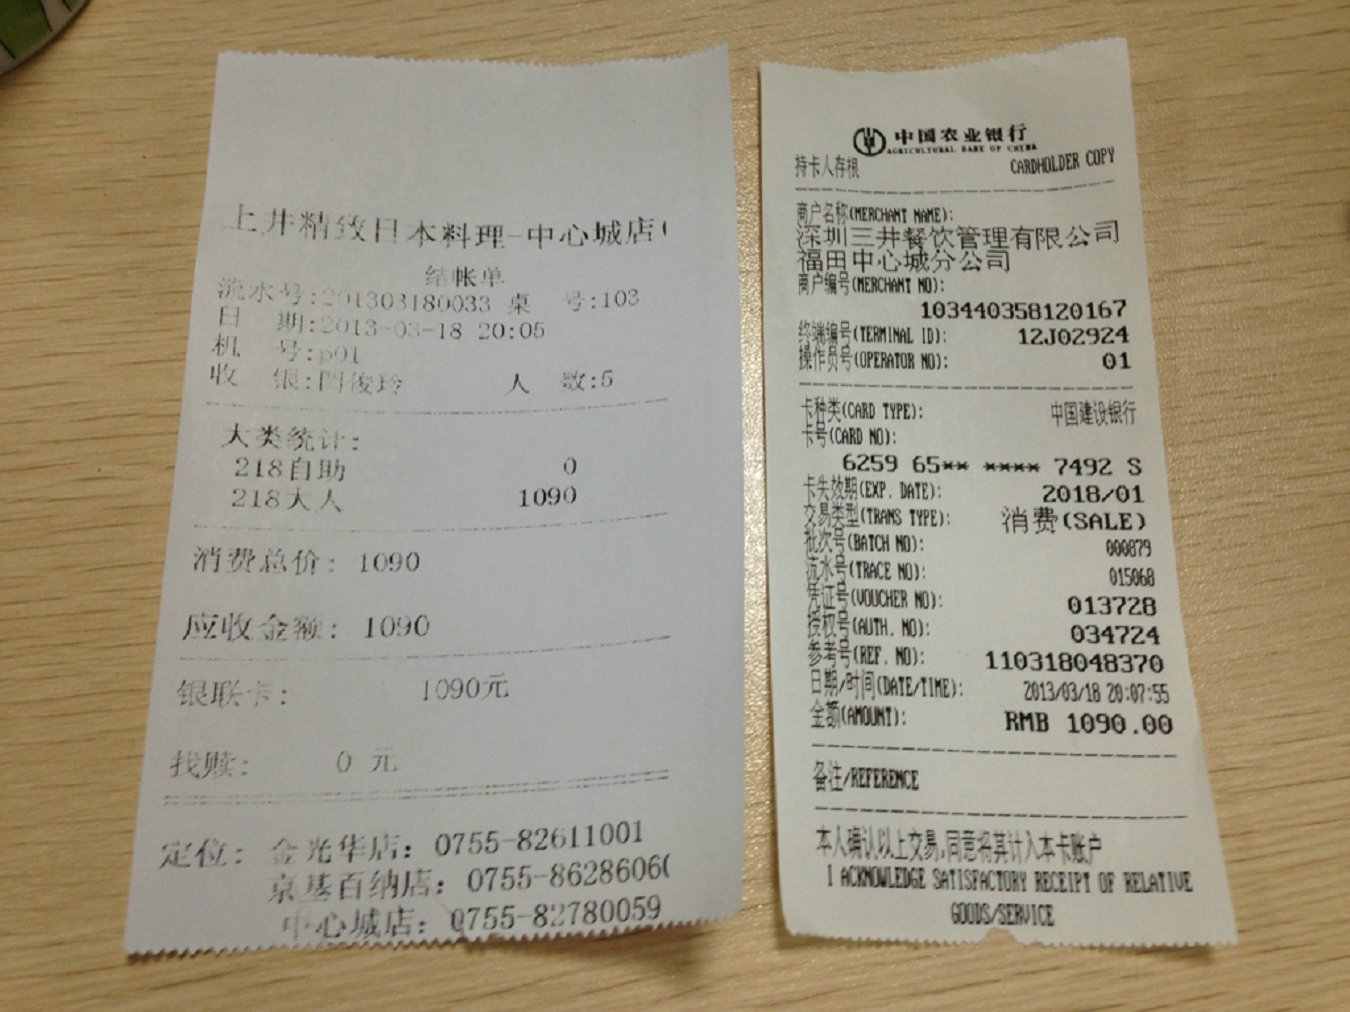 上井精致日本料理-中心城店(
结帐单
流水号:201303180033 桌 号:103
日 期:2013-03-18 20:05
机 号:p01
收 银:闫俊玲 人 数:5
大类统计:
218自助 0
218大人 1090
消费总价: 1090
应收金额: 1090
银联卡: 1090元
找赎: 0 元
定位: 金光华店: 0755-82611001
京基百纳店: 0755-8628606(
中心城店: 0755-82780059
中国农业银行
AGRICULTURAL BANK OF CHINA
持卡人存根 CARDHOLDER COPY
商户名称(MERCHANT NAME):
深圳三井餐饮管理有限公司
福田中心城分公司
商户编号(MERCHANT NO):
103440358120167
终端编号(TERMINAL ID): 12J02924
操作员号(OPERATOR NO): 01
卡种类(CARD TYPE): 中国建设银行
卡号(CARD NO):
6259 65** **** 7492 S
卡失效期(EXP. DATE): 2018/01
交易类型(TRANS TYPE): 消费(SALE)
批次号(BATCH NO): 000879
流水号(TRACE NO): 015068
凭证号(VOUCHER NO): 013728
授权号(AUTH. NO): 034724
参考号(REF. NO): 110318048370
日期/时间(DATE/TIME): 2013/03/18 20:07:55
金额(AMOUNT): RMB 1090.00
备注/REFERENCE
本人确认以上交易,同意将其计入本卡账户
I ACKNOWLEDGE SATISFACTORY RECEIPT OF RELATIVE
GOODS/SERVICE